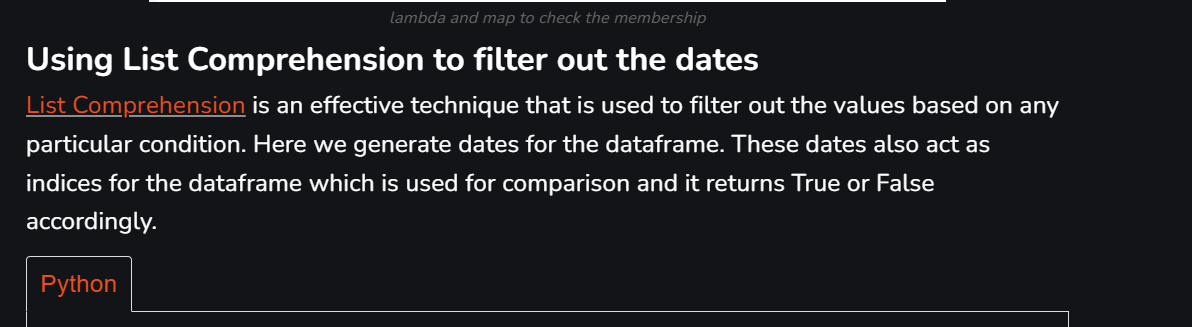 lambda and map to check the membership
Using List Comprehension to filter out the dates
List Comprehension is an effective technique that is used to filter out the values based on any
particular condition. Here we generate dates for the dataframe. These dates also act as
indices for the dataframe which is used for comparison and it returns True or False
accordingly.
Python